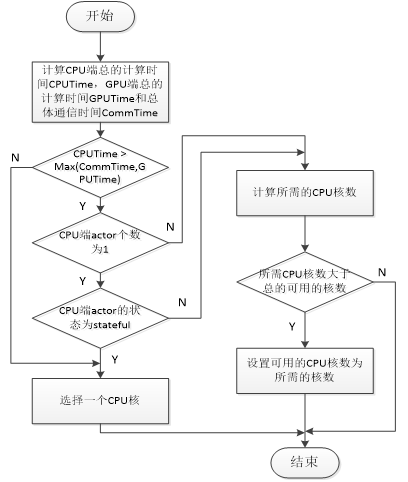 开始
计算CPU端总的计算时
间CPUTime，GPU端总的
计算时间GPUTime和总
体通信时间CommTime
N
CPUTime >
Max(CommTime,G
PUTime)
Y
N
CPU端actor个数
为1
Y
CPU端actor的状
态为stateful
N
Y
选择一个CPU核
计算所需的CPU核数
所需CPU核数大于
总的可用的核数
N
Y
设置可用的CPU核数为
所需的核数
结束